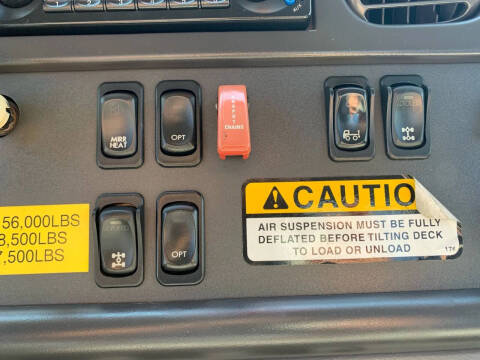 MIRR
HEAT
OPT
CHAINS
56,000LBS
8,500LBS
7,500LBS
OPT
CAUTIO
AIR SUSPENSION MUST BE FULLY
DEFLATED BEFORE TILTING DECK
TO LOAD OR UNLOAD